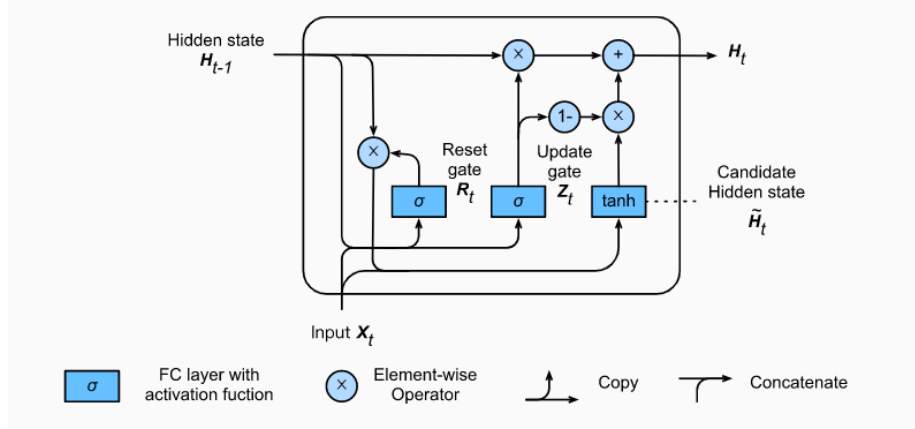 Hidden state
H_{t-1}
×
+
H_t
1-
×
×
Reset
gate
R_t
Update
gate
Z_t
σ
σ
tanh
Candidate
Hidden state
H̃_t
Input X_t
σ
FC layer with
activation fuction
×
Element-wise
Operator
Copy
Concatenate